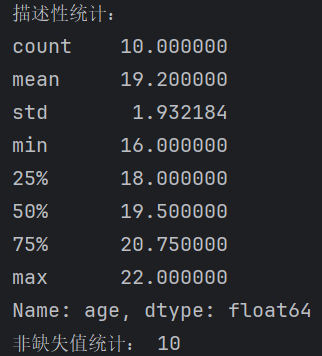 描述性统计：
count    10.000000
mean     19.200000
std       1.932184
min      16.000000
25%      18.000000
50%      19.500000
75%      20.750000
max      22.000000
Name: age, dtype: float64
非缺失值统计： 10